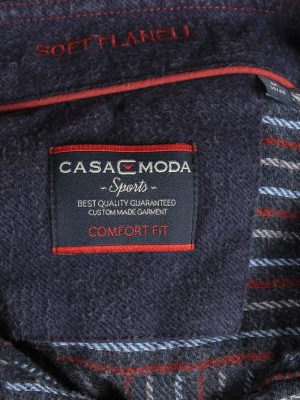 SOFT FLANELL
CASA MODA
- Sports -
BEST QUALITY GUARANTEED
CUSTOM MADE GARMENT
COMFORT FIT